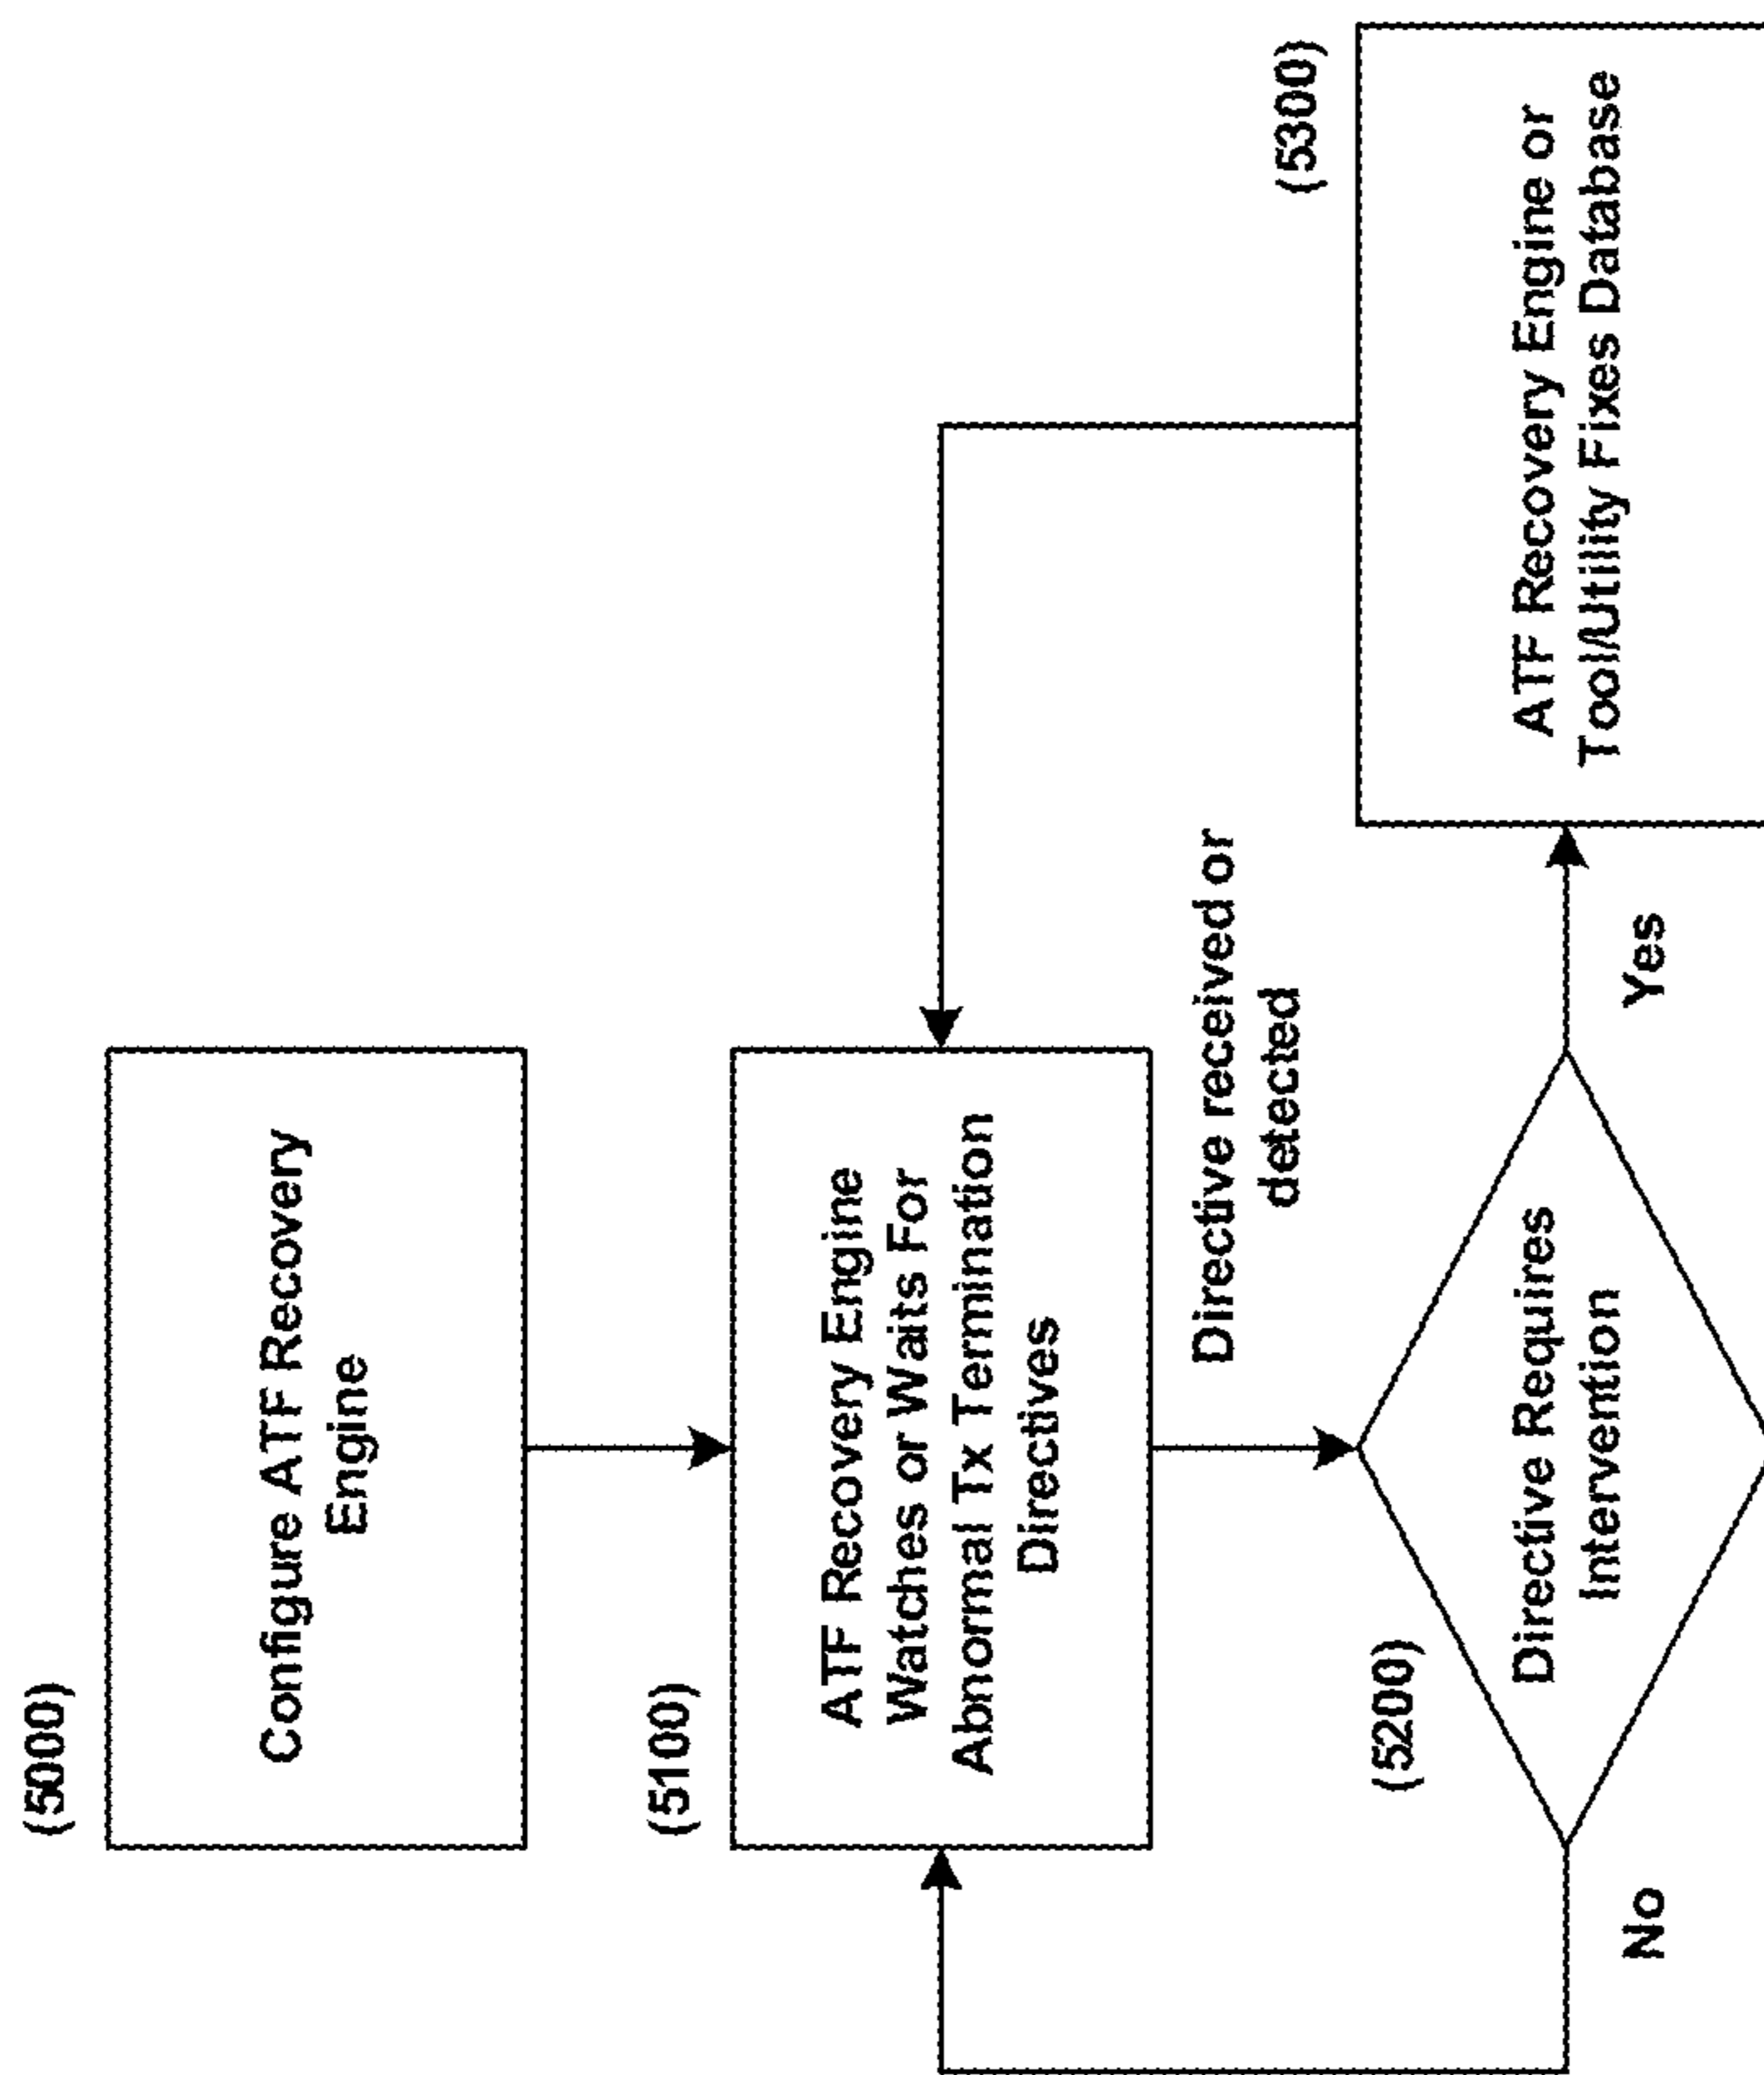 (5000)
Configure ATF Recovery
Engine
(5100)
ATF Recovery Engine
Watches or Waits For
Abnormal Tx Termination
Directives
Directive received or
detected
(5200)
Directive Requires
Intervention
No
Yes
(5300)
ATF Recovery Engine or
Tool/Utility Fixes Database